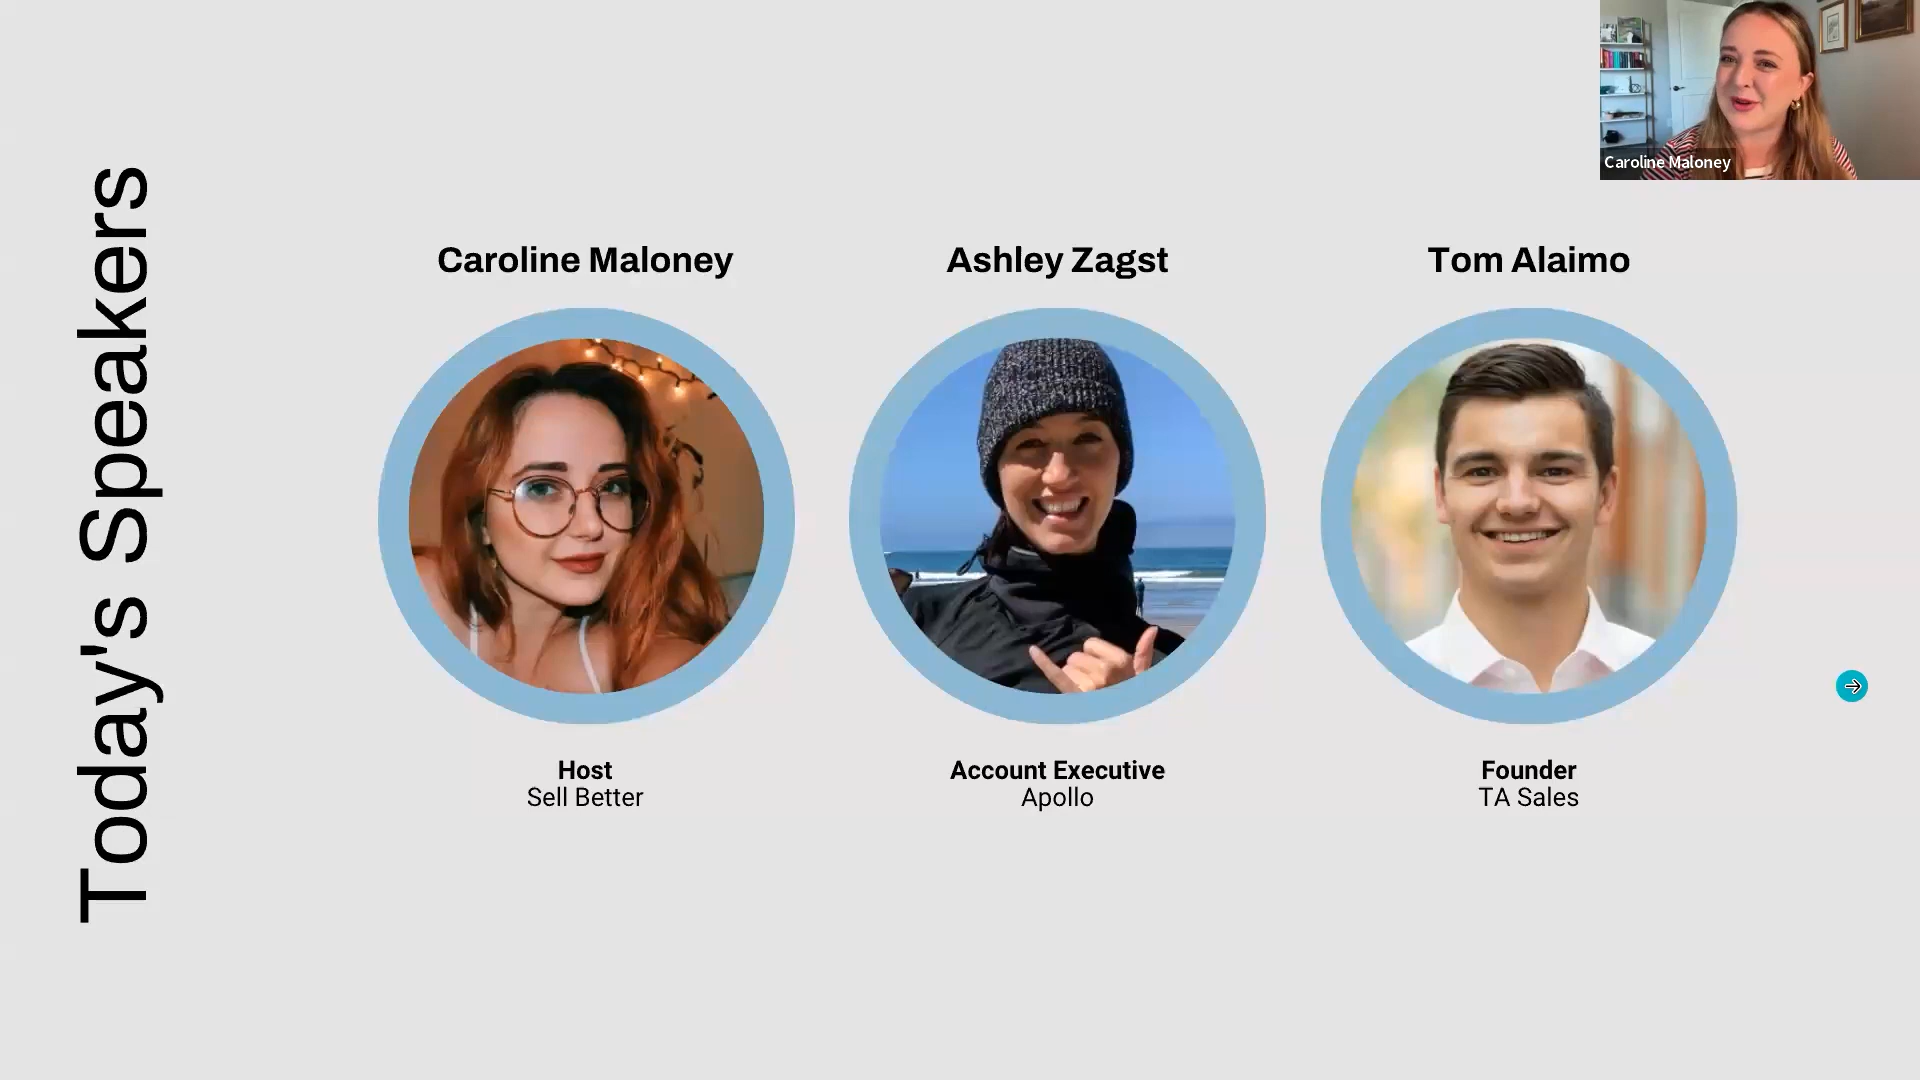 Today's Speakers
Caroline Maloney
Caroline Maloney
Host
Sell Better
Ashley Zagst
Account Executive
Apollo
Tom Alaimo
Founder
TA Sales